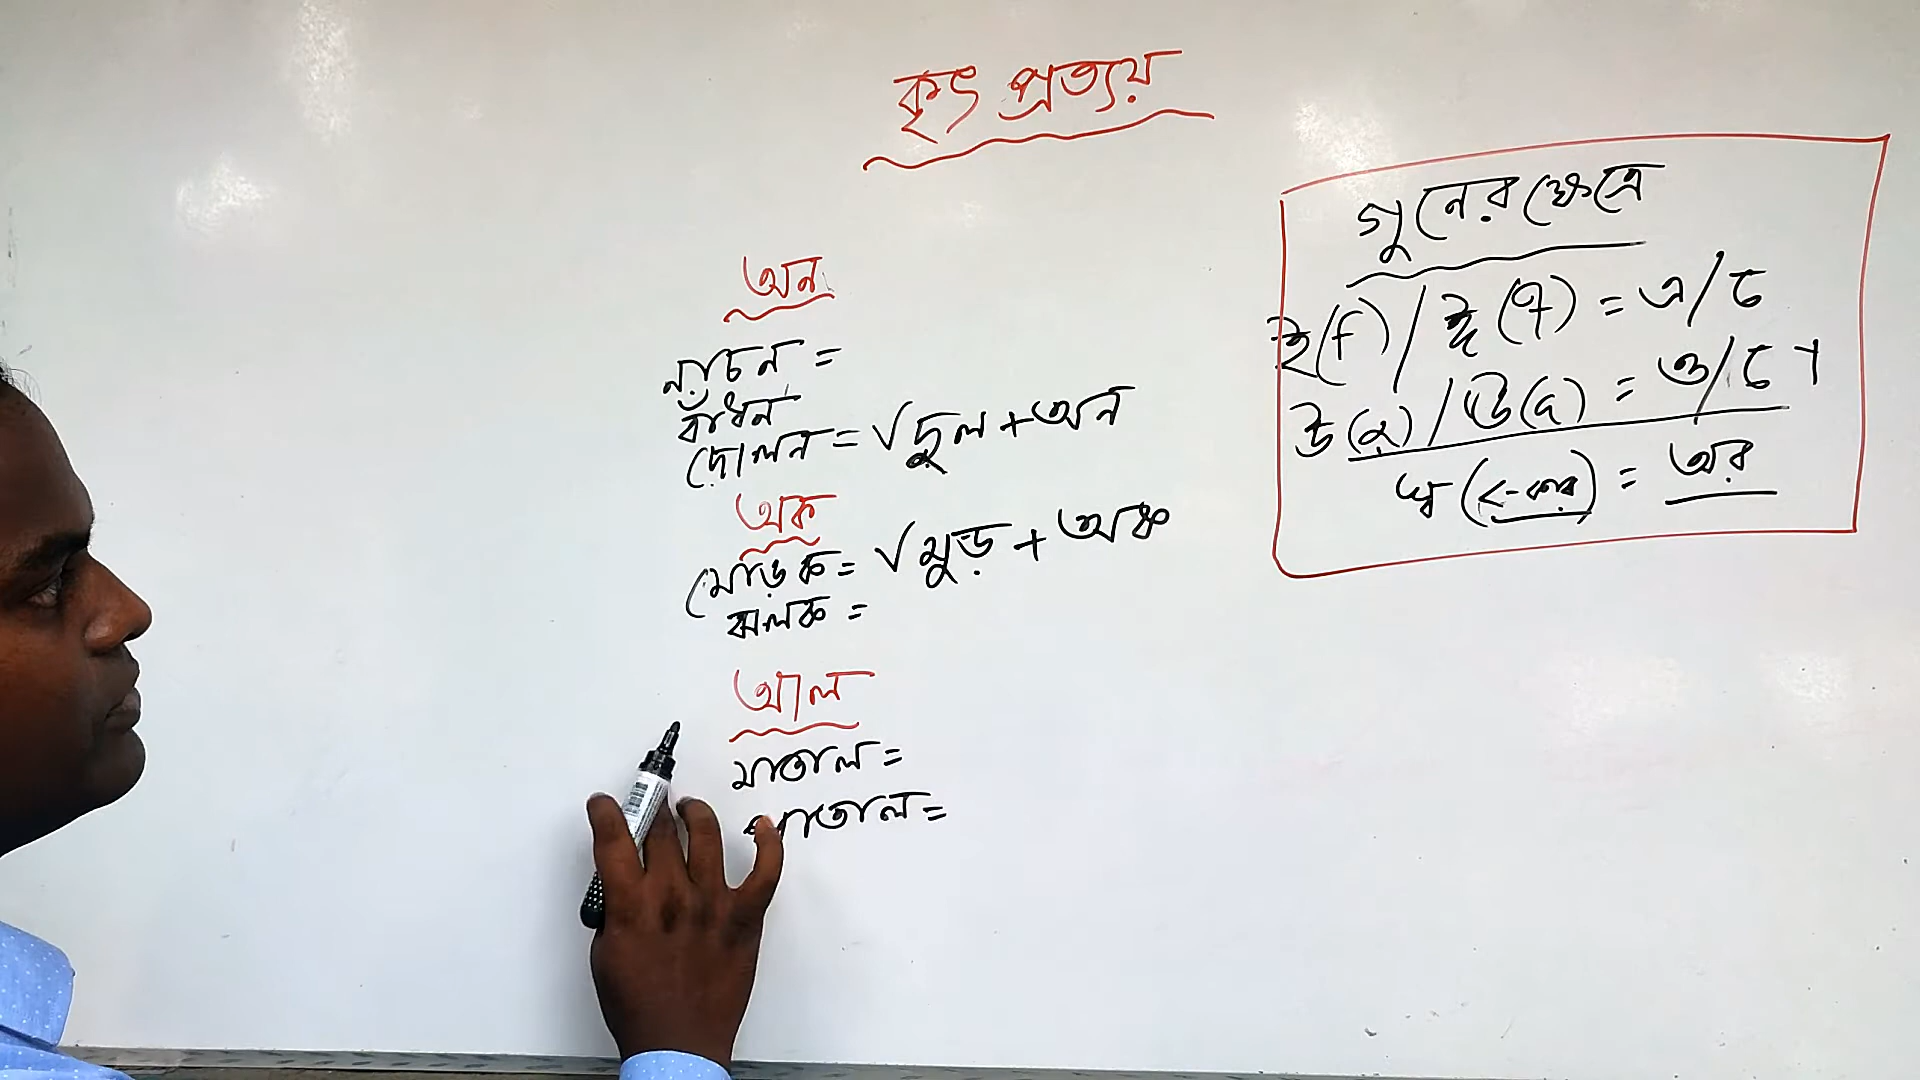 কৃৎ প্রত্যয়
অন
নাচন =
বাঁধন
দোলন = √দুল + অন
অক
মোড়ক = √মুড় + অক
ঝলক =
আল
মাতাল =
পাতাল =
গুনের ক্ষেত্রে
ই(ি) / ঈ(ী) = এ/ে
উ(ু) / ঊ(ূ) = ও/ো
ঋ (ৃ-কার) = অর